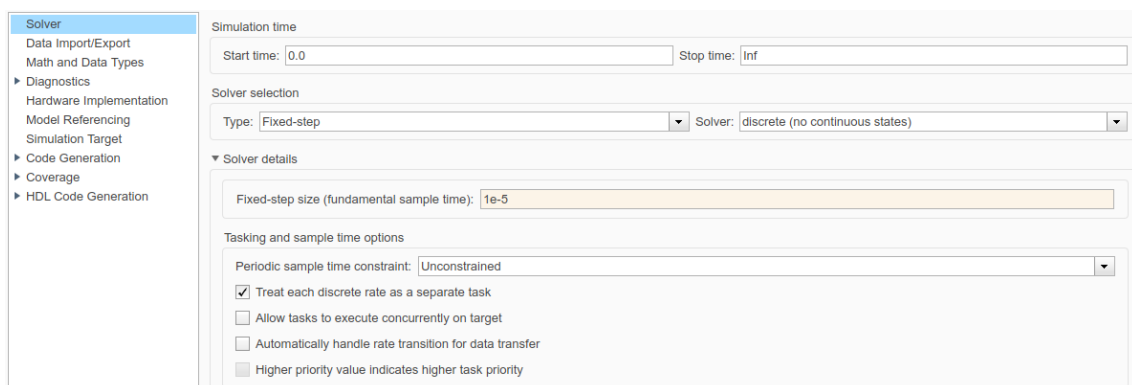 Solver
Data Import/Export
Math and Data Types
Diagnostics
Hardware Implementation
Model Referencing
Simulation Target
Code Generation
Coverage
HDL Code Generation
Simulation time
Start time: 0.0 Stop time: Inf
Solver selection
Type: Fixed-step Solver: discrete (no continuous states)
Solver details
Fixed-step size (fundamental sample time): 1e-5
Tasking and sample time options
Periodic sample time constraint: Unconstrained
Treat each discrete rate as a separate task
Allow tasks to execute concurrently on target
Automatically handle rate transition for data transfer
Higher priority value indicates higher task priority